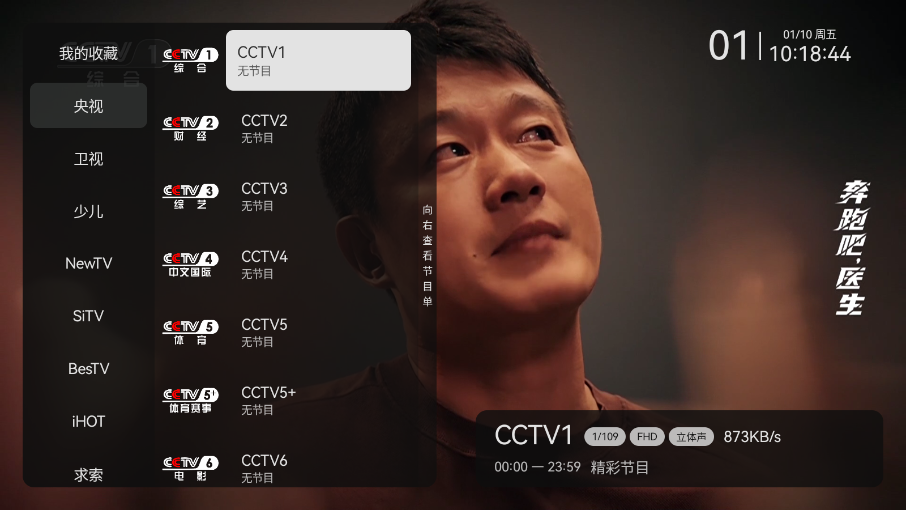 我的收藏
央视
卫视
少儿
NewTV
SiTV
BesTV
iHOT
求索
CCTV 1
综合
CCTV1
无节目
CCTV 2
财经
CCTV2
无节目
CCTV 3
综艺
CCTV3
无节目
CCTV 4
中文国际
CCTV4
无节目
CCTV 5
体育
CCTV5
无节目
CCTV 5+
体育赛事
CCTV5+
无节目
CCTV 6
电影
CCTV6
无节目
向右查看节目单
01
01/10 周五
10:18:44
奔跑吧,医生
CCTV1 1/109 FHD 立体声 873KB/s
00:00 — 23:59 精彩节目
CCTV 1
综合